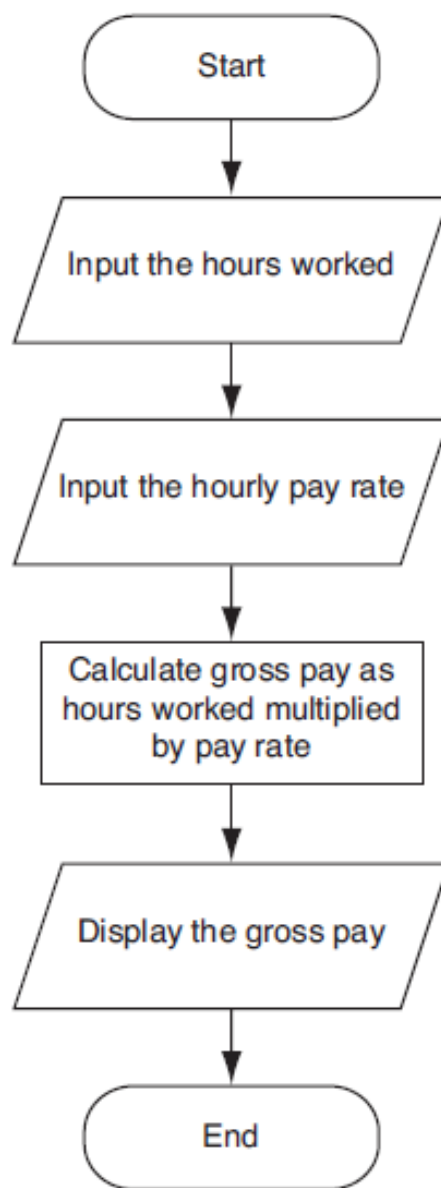 Start
Input the hours worked
Input the hourly pay rate
Calculate gross pay as
hours worked multiplied
by pay rate
Display the gross pay
End